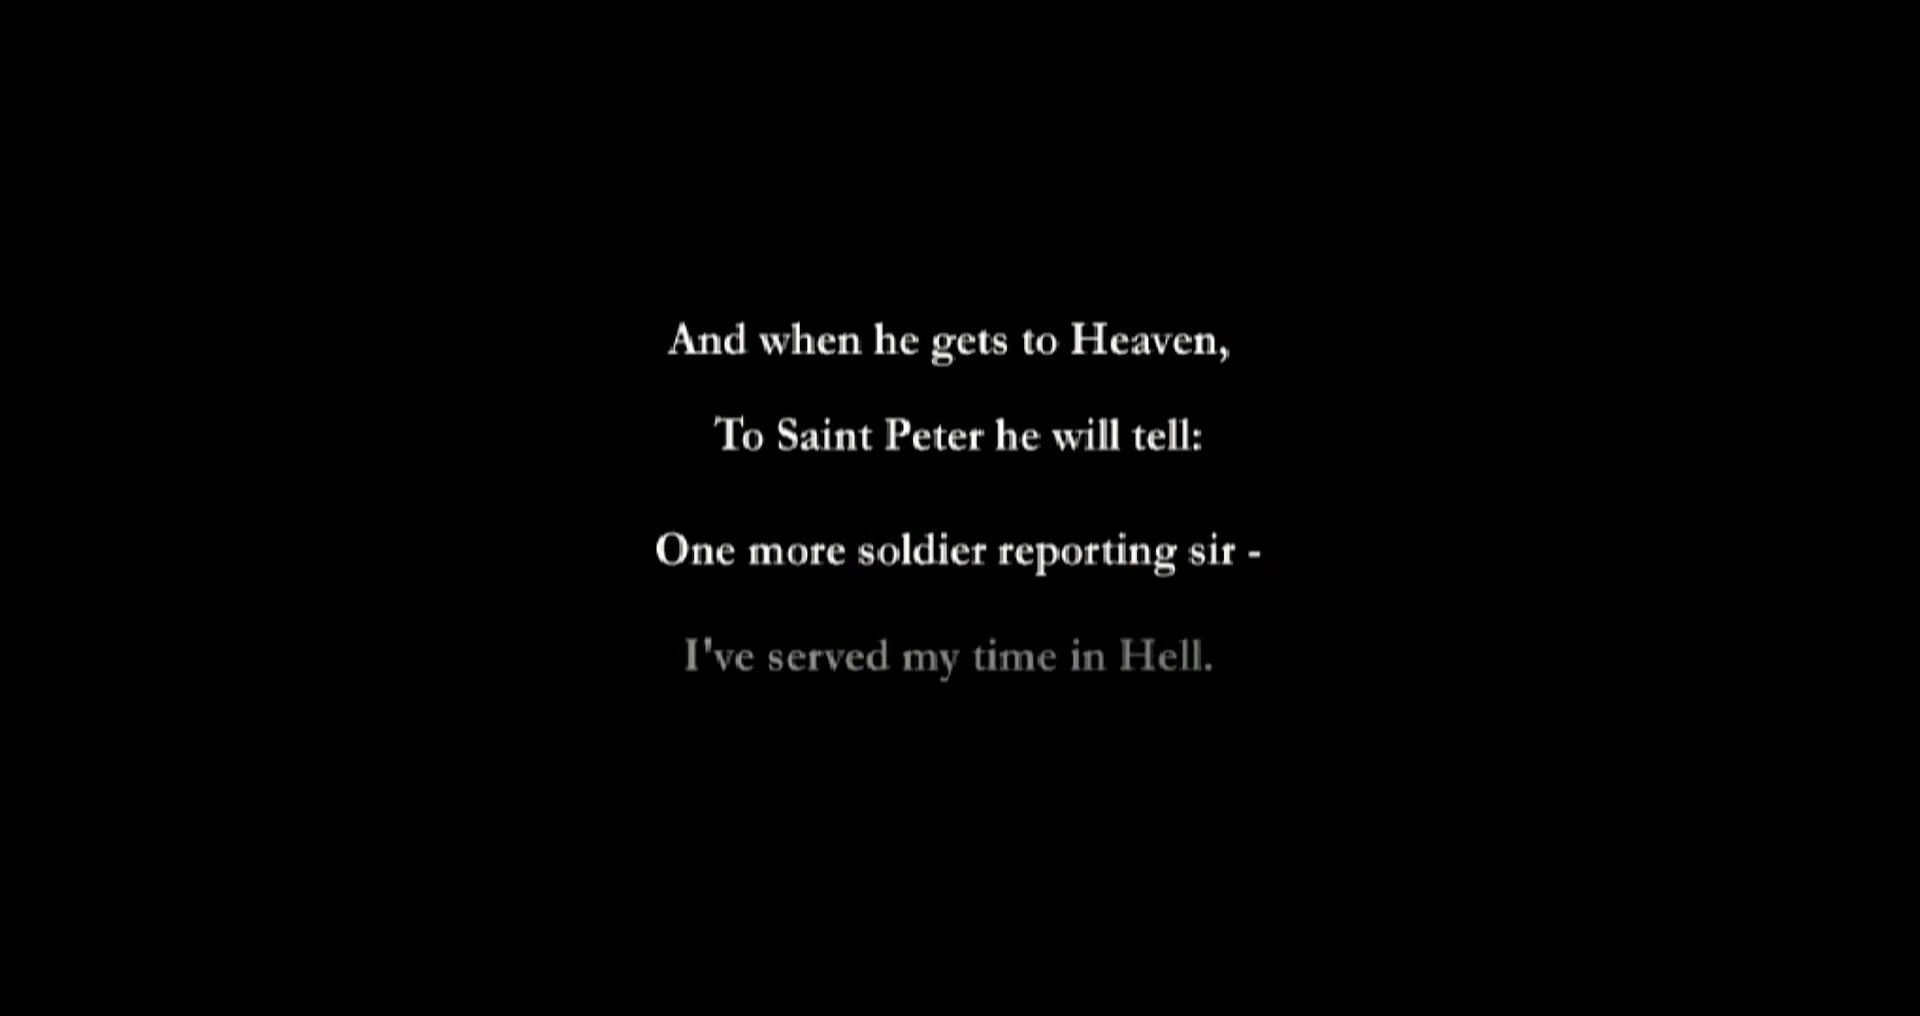 And when he gets to Heaven,
To Saint Peter he will tell:
One more soldier reporting sir -
I've served my time in Hell.